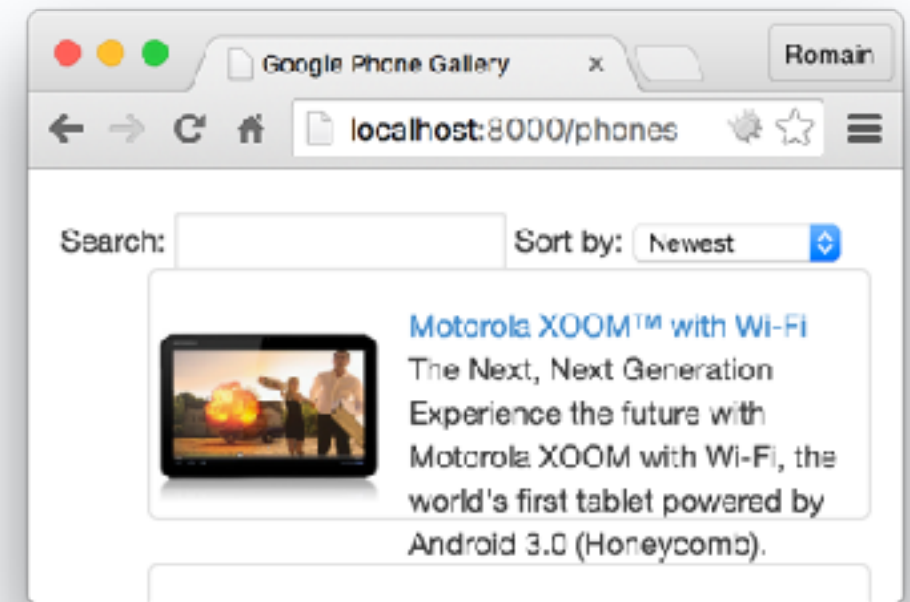 Google Phone Gallery
Romain
localhost:8000/phones
Search:
Sort by: Newest
Motorola XOOM™ with Wi-Fi
The Next, Next Generation
Experience the future with
Motorola XOOM with Wi-Fi, the
world's first tablet powered by
Android 3.0 (Honeycomb).